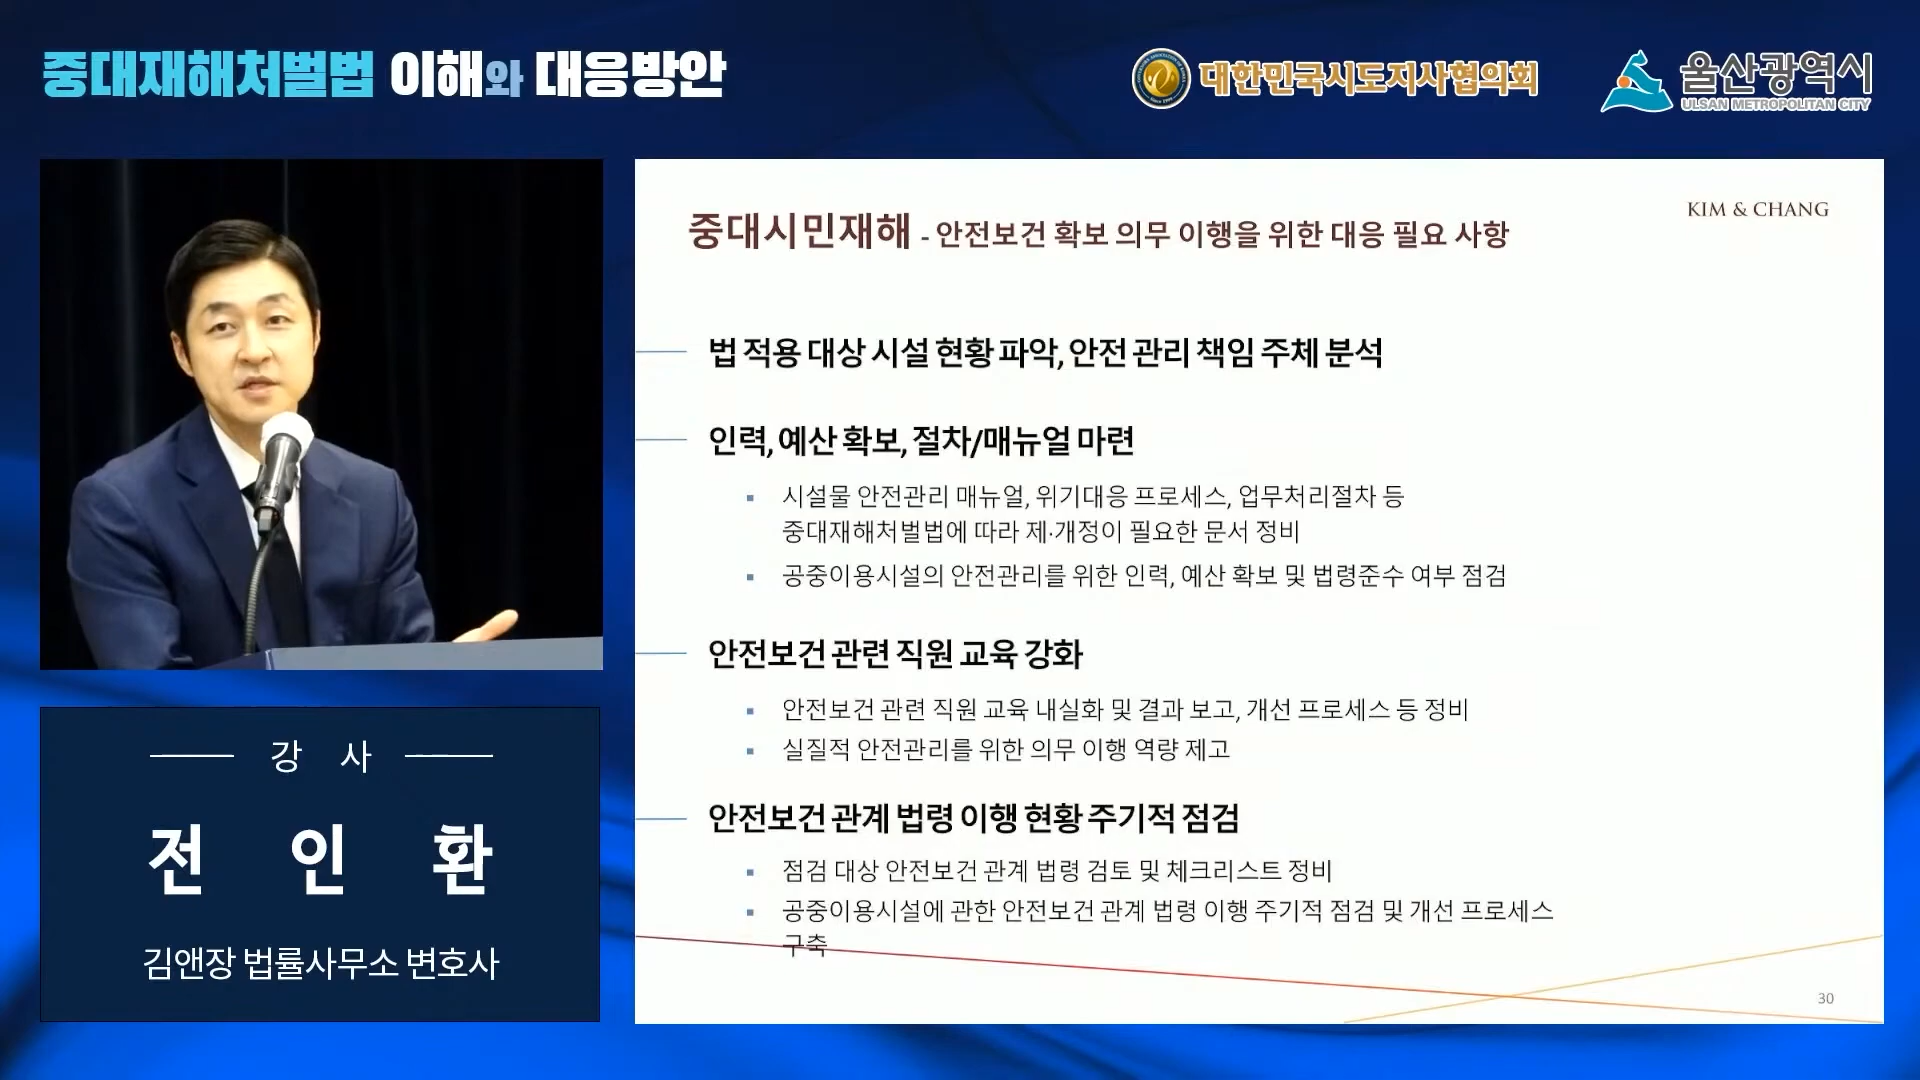 중대재해처벌법 이해와 대응방안
대한민국시도지사협의회
울산광역시
ULSAN METROPOLITAN CITY
KIM & CHANG
중대시민재해 - 안전보건 확보 의무 이행을 위한 대응 필요 사항
법 적용 대상 시설 현황 파악, 안전 관리 책임 주체 분석
인력, 예산 확보, 절차/매뉴얼 마련
▪ 시설물 안전관리 매뉴얼, 위기대응 프로세스, 업무처리절차 등
중대재해처벌법에 따라 제·개정이 필요한 문서 정비
▪ 공중이용시설의 안전관리를 위한 인력, 예산 확보 및 법령준수 여부 점검
안전보건 관련 직원 교육 강화
▪ 안전보건 관련 직원 교육 내실화 및 결과 보고, 개선 프로세스 등 정비
▪ 실질적 안전관리를 위한 의무 이행 역량 제고
안전보건 관계 법령 이행 현황 주기적 점검
▪ 점검 대상 안전보건 관계 법령 검토 및 체크리스트 정비
▪ 공중이용시설에 관한 안전보건 관계 법령 이행 주기적 점검 및 개선 프로세스
구축
30
강 사
전 인 환
김앤장 법률사무소 변호사